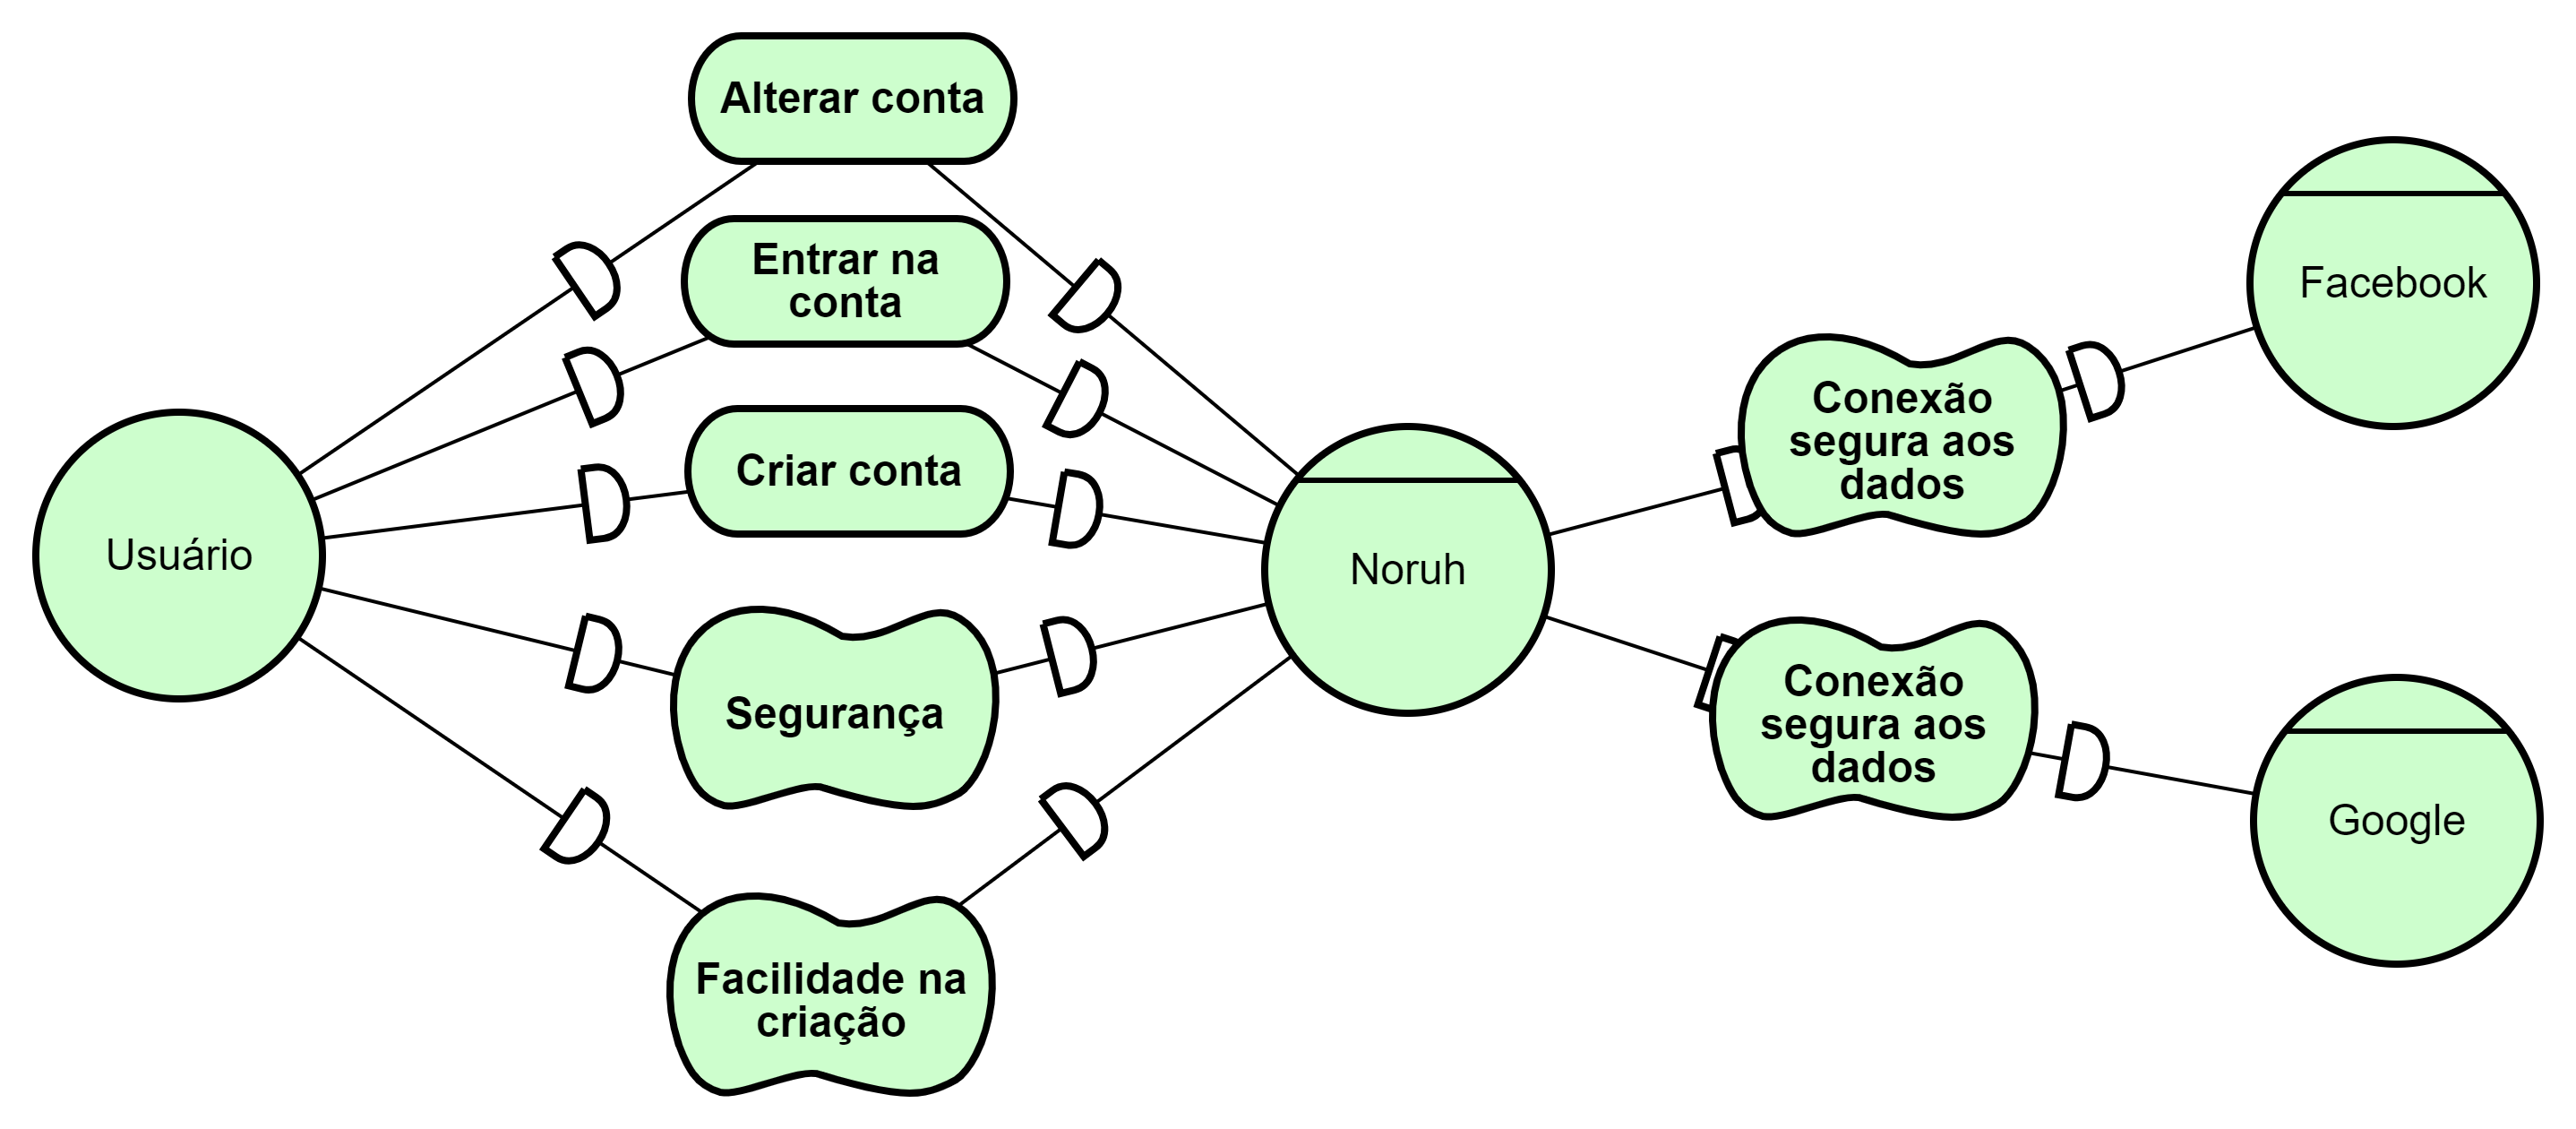 Alterar conta
Entrar na
conta
Criar conta
Usuário
Segurança
Facilidade na
criação
Noruh
Conexão
segura aos
dados
Conexão
segura aos
dados
Facebook
Google